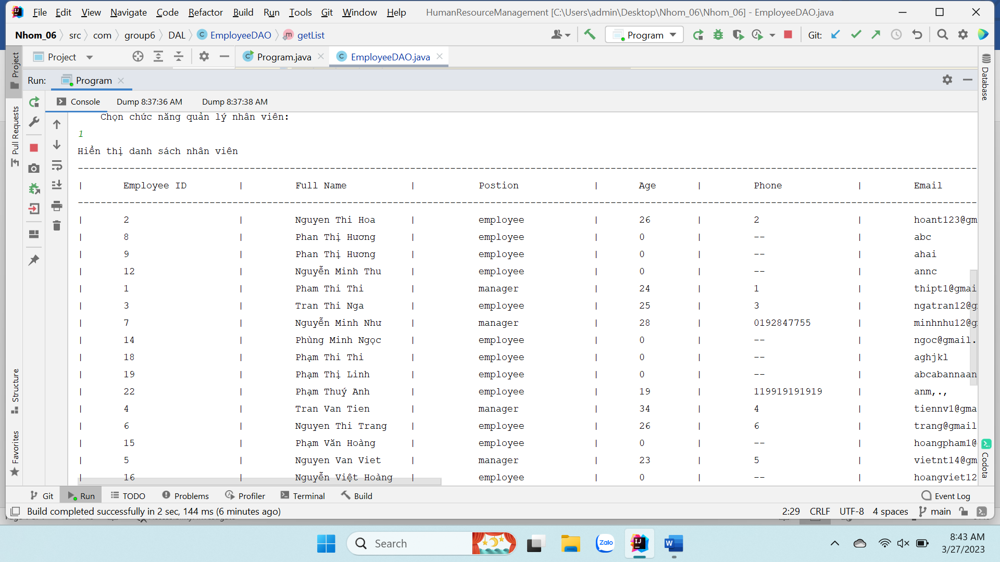 File Edit View Navigate Code Refactor Build Run Tools Git Window Help HumanResourceManagement [C:\Users\admin\Desktop\Nhom_06\Nhom_06] - EmployeeDAO.java
Nhom_06 src com group6 DAL EmployeeDAO getList Program Git:
Project Program.java EmployeeDAO.java
Run: Program
Console Dump 8:37:36 AM Dump 8:37:38 AM
Project
Pull Requests
Structure
Favorites
Database
Codota
Chọn chức năng quản lý nhân viên:
1
Hiển thị danh sách nhân viên
| Employee ID | Full Name | Postion | Age | Phone | Email
| 2 | Nguyen Thi Hoa | employee | 26 | 2 | hoant123@gm
| 8 | Phan Thị Hương | employee | 0 | -- | abc
| 9 | Phan Thị Hương | employee | 0 | -- | ahai
| 12 | Nguyễn Minh Thu | employee | 0 | -- | annc
| 1 | Pham Thi Thi | manager | 24 | 1 | thipt1@gmai
| 3 | Tran Thi Nga | employee | 25 | 3 | ngatran12@g
| 7 | Nguyễn Minh Như | manager | 28 | 0192847755 | minhnhu12@g
| 14 | Phùng Minh Ngọc | employee | 0 | -- | ngoc@gmail.
| 18 | Phạm Thi Thi | employee | 0 | -- | aghjkl
| 19 | Phạm Thị Linh | employee | 0 | -- | abcabannaan
| 22 | Phạm Thuý Anh | employee | 19 | 119919191919 | anm,.,
| 4 | Tran Van Tien | manager | 34 | 4 | tiennv1@gma
| 6 | Nguyen Thi Trang | employee | 26 | 6 | trang@gmail
| 15 | Phạm Văn Hoàng | employee | 0 | -- | hoangpham1@
| 5 | Nguyen Van Viet | manager | 23 | 5 | vietnt14@gm
| 16 | Nguyễn Việt Hoàng | employee | 0 | -- | hoangviet12
Git Run TODO Problems Profiler Terminal Build Event Log
Build completed successfully in 2 sec, 144 ms (6 minutes ago) 2:29 CRLF UTF-8 4 spaces main
Search Zalo 8:43 AM
3/27/2023